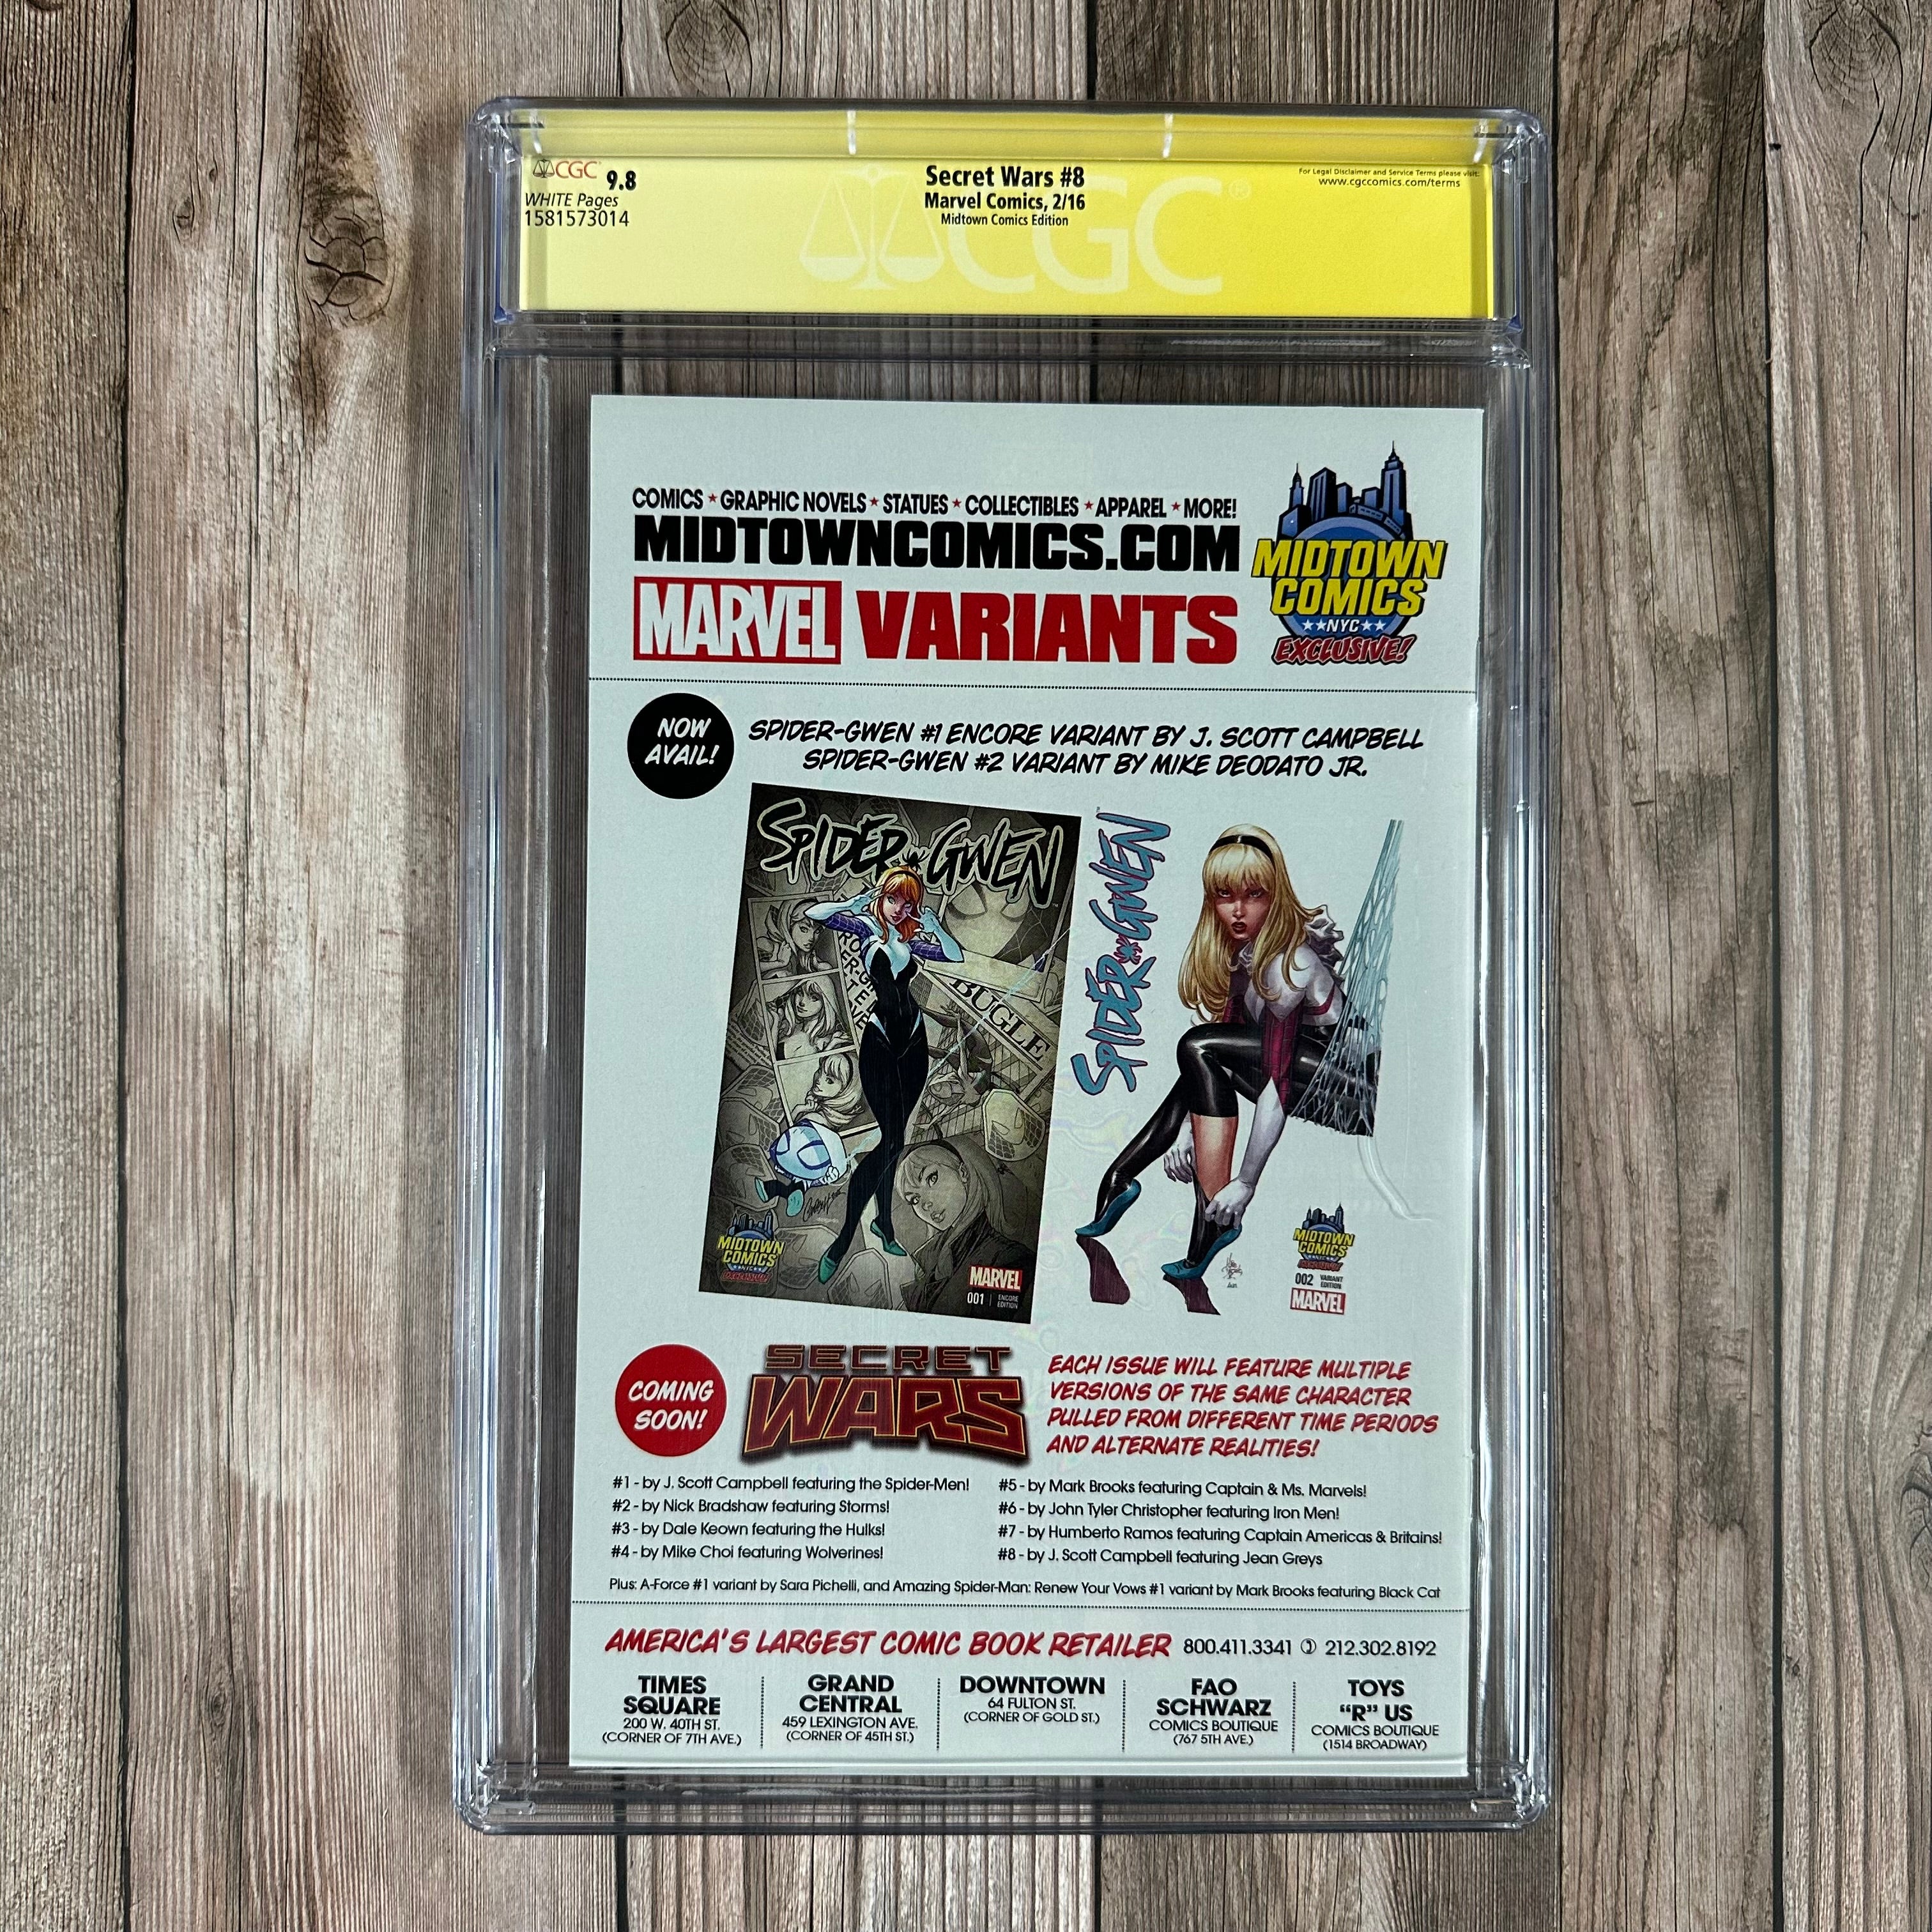 CGC 9.8
WHITE Pages
1581573014
Secret Wars #8
Marvel Comics, 2/16
Midtown Comics Edition
For Legal Disclaimer and Service Terms please visit:
www.cgccomics.com/terms
CGC
COMICS ★ GRAPHIC NOVELS ★ STATUES ★ COLLECTIBLES ★ APPAREL ★ MORE!
MIDTOWNCOMICS.COM
MARVEL VARIANTS
MIDTOWN
COMICS
★★NYC★★
EXCLUSIVE!
NOW
AVAIL!
SPIDER-GWEN #1 ENCORE VARIANT BY J. SCOTT CAMPBELL
SPIDER-GWEN #2 VARIANT BY MIKE DEODATO JR.
SPIDER-GWEN
BUGLE
MIDTOWN
COMICS
MARVEL
001 | ENCORE
EDITION
SPIDER-GWEN
MIDTOWN
COMICS
002 VARIANT
EDITION
MARVEL
COMING
SOON!
SECRET
WARS
EACH ISSUE WILL FEATURE MULTIPLE
VERSIONS OF THE SAME CHARACTER
PULLED FROM DIFFERENT TIME PERIODS
AND ALTERNATE REALITIES!
#1 - by J. Scott Campbell featuring the Spider-Men!
#2 - by Nick Bradshaw featuring Storms!
#3 - by Dale Keown featuring the Hulks!
#4 - by Mike Choi featuring Wolverines!
#5 - by Mark Brooks featuring Captain & Ms. Marvels!
#6 - by John Tyler Christopher featuring Iron Men!
#7 - by Humberto Ramos featuring Captain Americas & Britains!
#8 - by J. Scott Campbell featuring Jean Greys
Plus: A-Force #1 variant by Sara Pichelli, and Amazing Spider-Man: Renew Your Vows #1 variant by Mark Brooks featuring Black Cat
AMERICA'S LARGEST COMIC BOOK RETAILER 800.411.3341 212.302.8192
TIMES
SQUARE
200 W. 40TH ST.
(CORNER OF 7TH AVE.)
GRAND
CENTRAL
459 LEXINGTON AVE.
(CORNER OF 45TH ST.)
DOWNTOWN
64 FULTON ST.
(CORNER OF GOLD ST.)
FAO
SCHWARZ
COMICS BOUTIQUE
(767 5TH AVE.)
TOYS
"R" US
COMICS BOUTIQUE
(1514 BROADWAY)